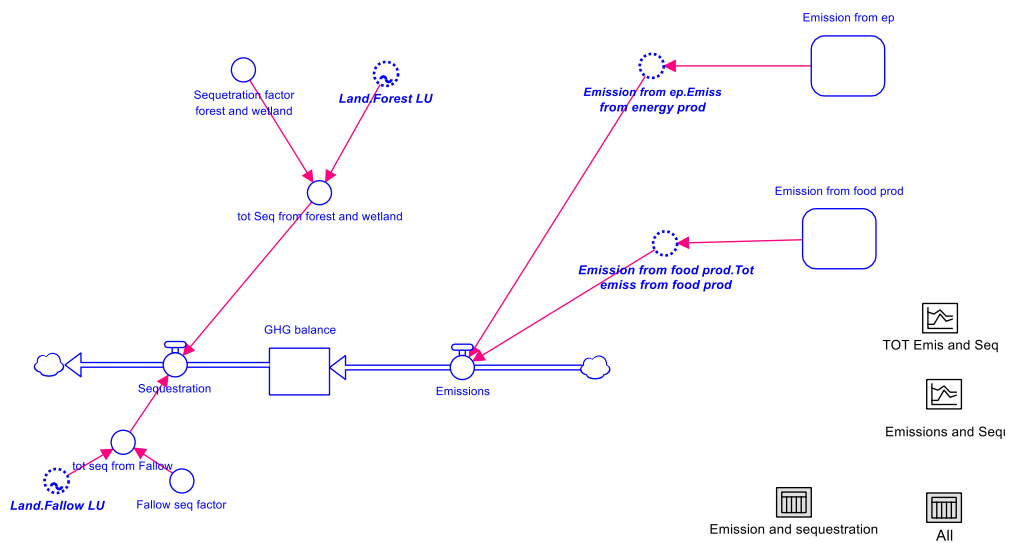 Emission from ep
Sequetration factor
forest and wetland
Land.Forest LU
Emission from ep.Emiss
from energy prod
Emission from food prod
tot Seq from forest and wetland
Emission from food prod.Tot
emiss from food prod
GHG balance
TOT Emis and Seq
Sequestration
Emissions
Emissions and Sequ
tot seq from Fallow
Land.Fallow LU
Fallow seq factor
Emission and sequestration
All